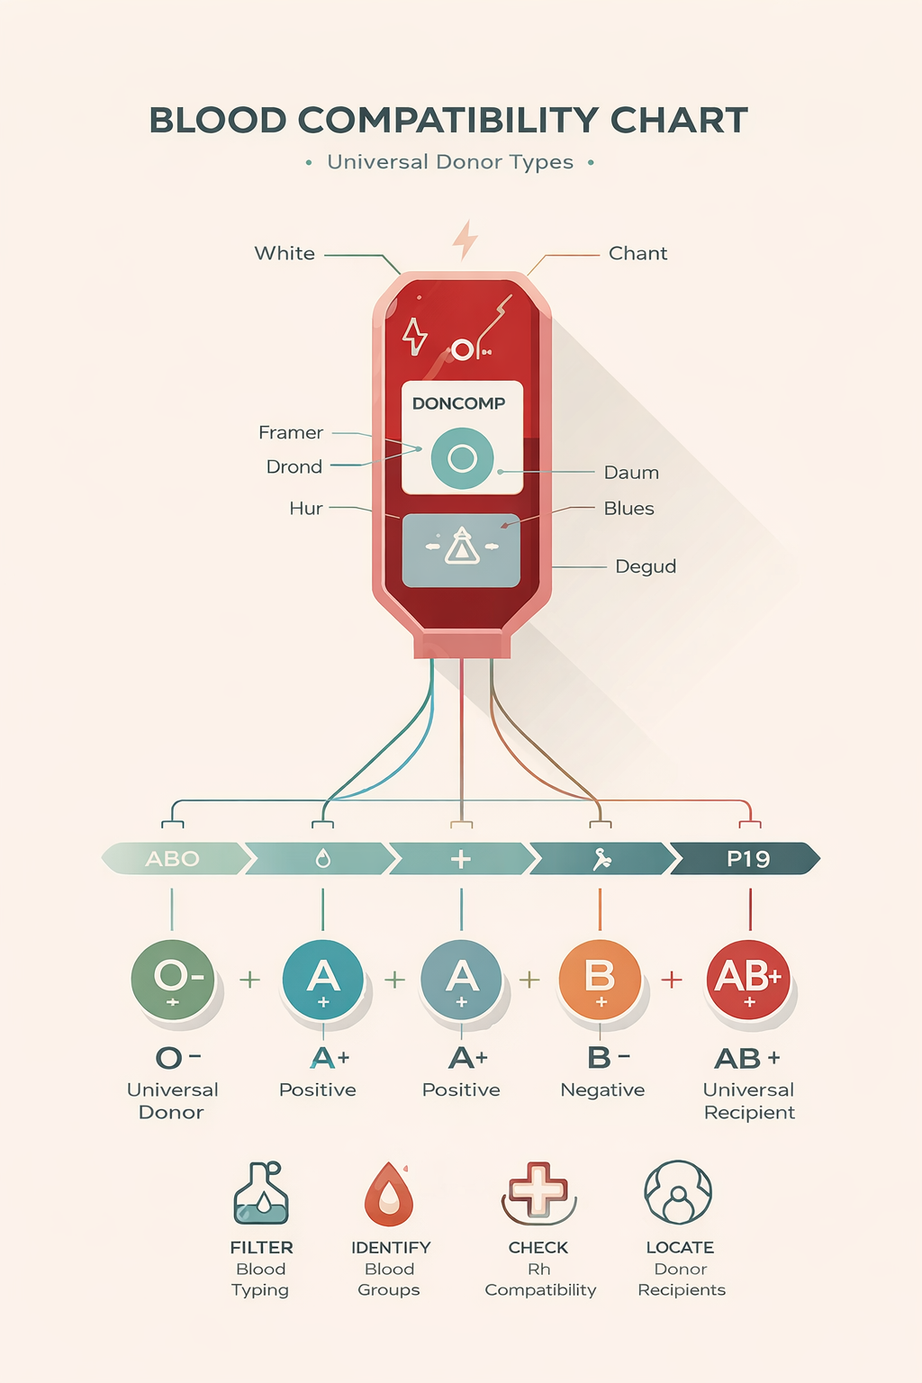 BLOOD COMPATIBILITY CHART
• Universal Donor Types •
White
Chant
DONCOMP
Framer
Drond
Daum
Hur
Blues
Degud
ABO
+
P19
O-
+
A
+
A
+
B
+
AB+
+
+ + + +
O - A+ A+ B - AB +
Universal Donor
Positive
Positive
Negative
Universal Recipient
FILTER
Blood
Typing
IDENTIFY
Blood
Groups
CHECK
Rh
Compatibility
LOCATE
Donor
Recipients